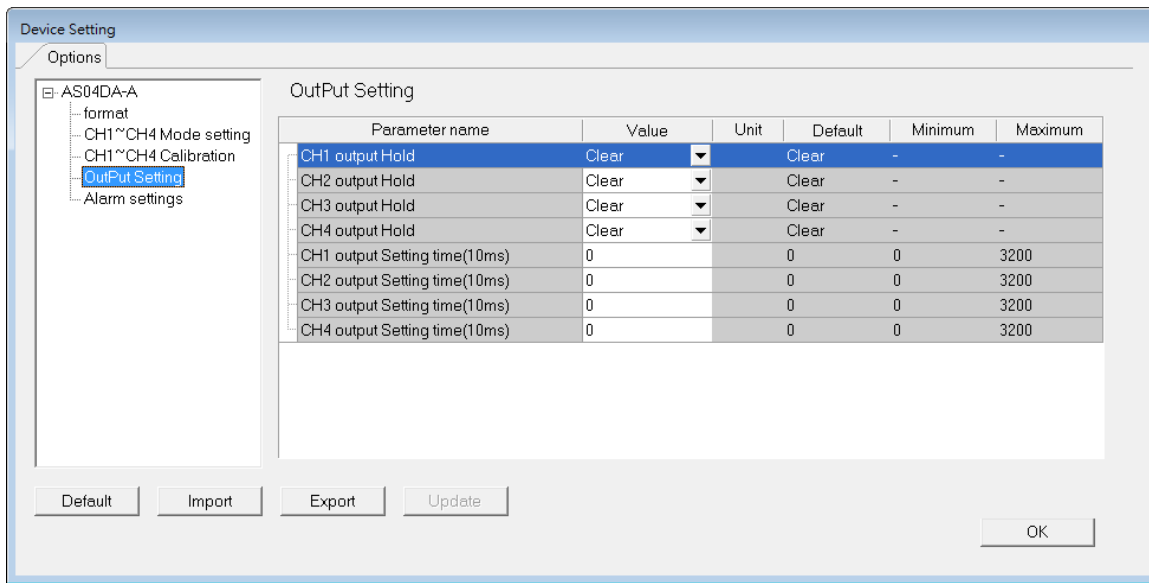 Device Setting
Options
AS04DA-A
format
CH1~CH4 Mode setting
CH1~CH4 Calibration
OutPut Setting
Alarm settings
OutPut Setting
Parameter name Value Unit Default Minimum Maximum
CH1 output Hold Clear Clear - -
CH2 output Hold Clear Clear - -
CH3 output Hold Clear Clear - -
CH4 output Hold Clear Clear - -
CH1 output Setting time(10ms) 0 0 0 3200
CH2 output Setting time(10ms) 0 0 0 3200
CH3 output Setting time(10ms) 0 0 0 3200
CH4 output Setting time(10ms) 0 0 0 3200
Default Import Export Update
OK